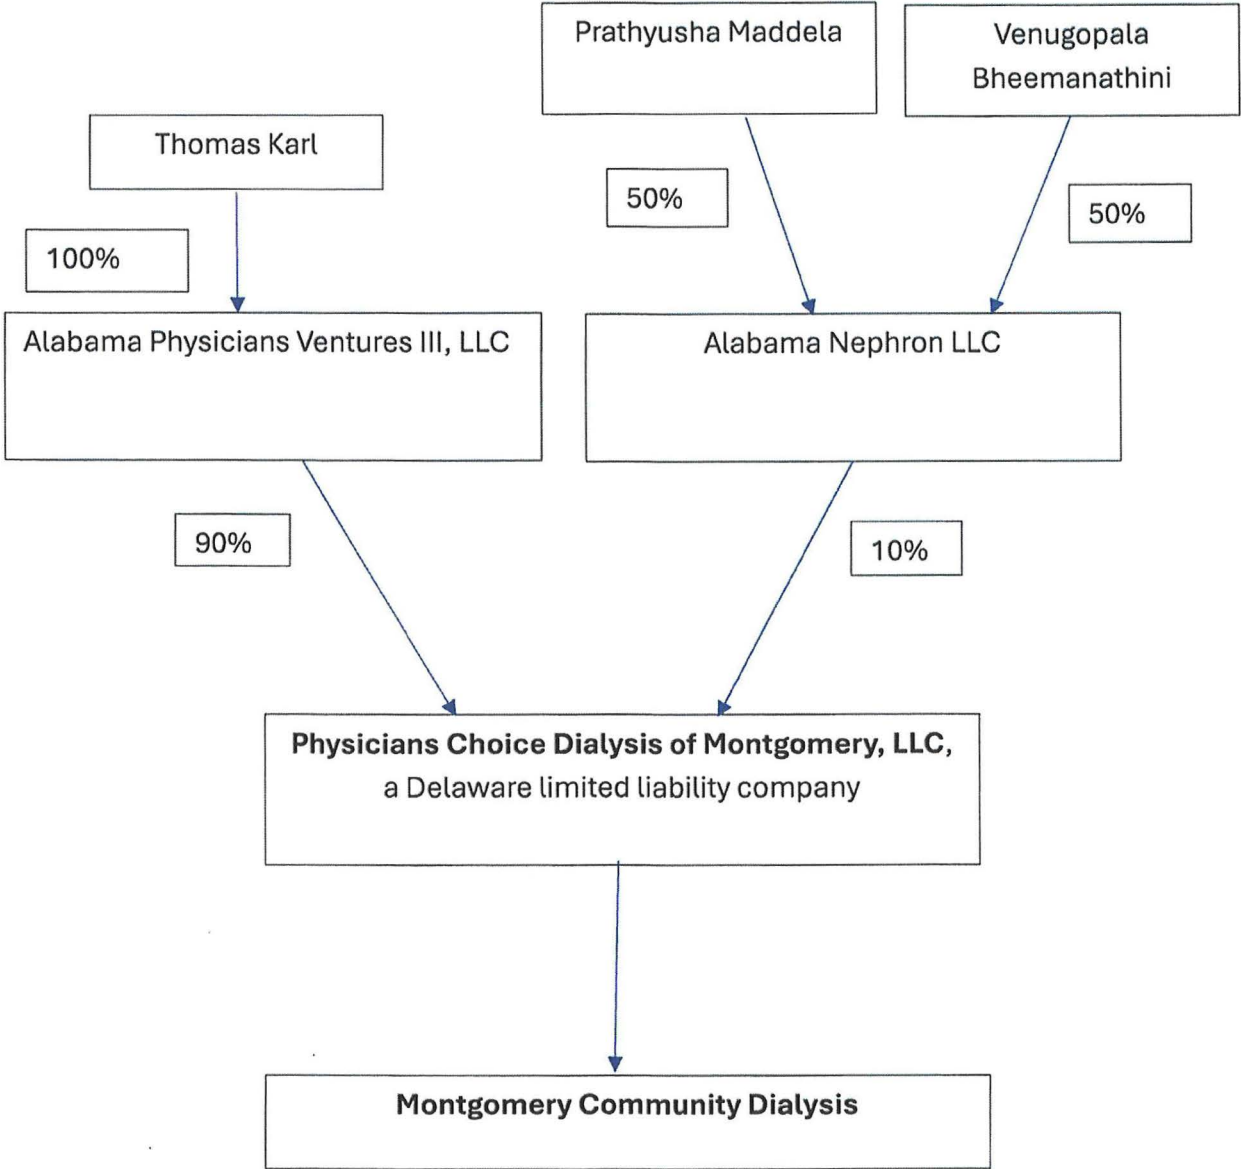 Prathyusha Maddela
Venugopala
Bheemanathini
Thomas Karl
50%
50%
100%
Alabama Physicians Ventures III, LLC
Alabama Nephron LLC
90%
10%
Physicians Choice Dialysis of Montgomery, LLC,
a Delaware limited liability company
Montgomery Community Dialysis